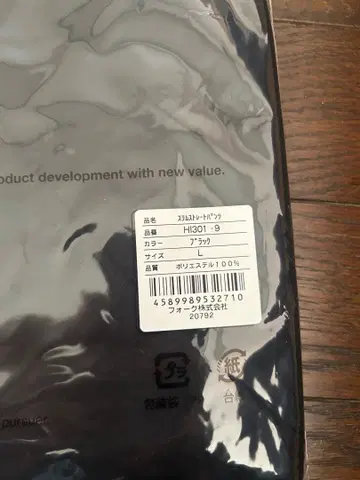 oduct development with new value.
品名 スリムストレートパンツ
品番 HI301 -9
カラー ブラック
サイズ L
品質 ポリエステル100%
4589989532710
フォーク株式会社
20792
プラ 紙
包装袋 台
pursuer.